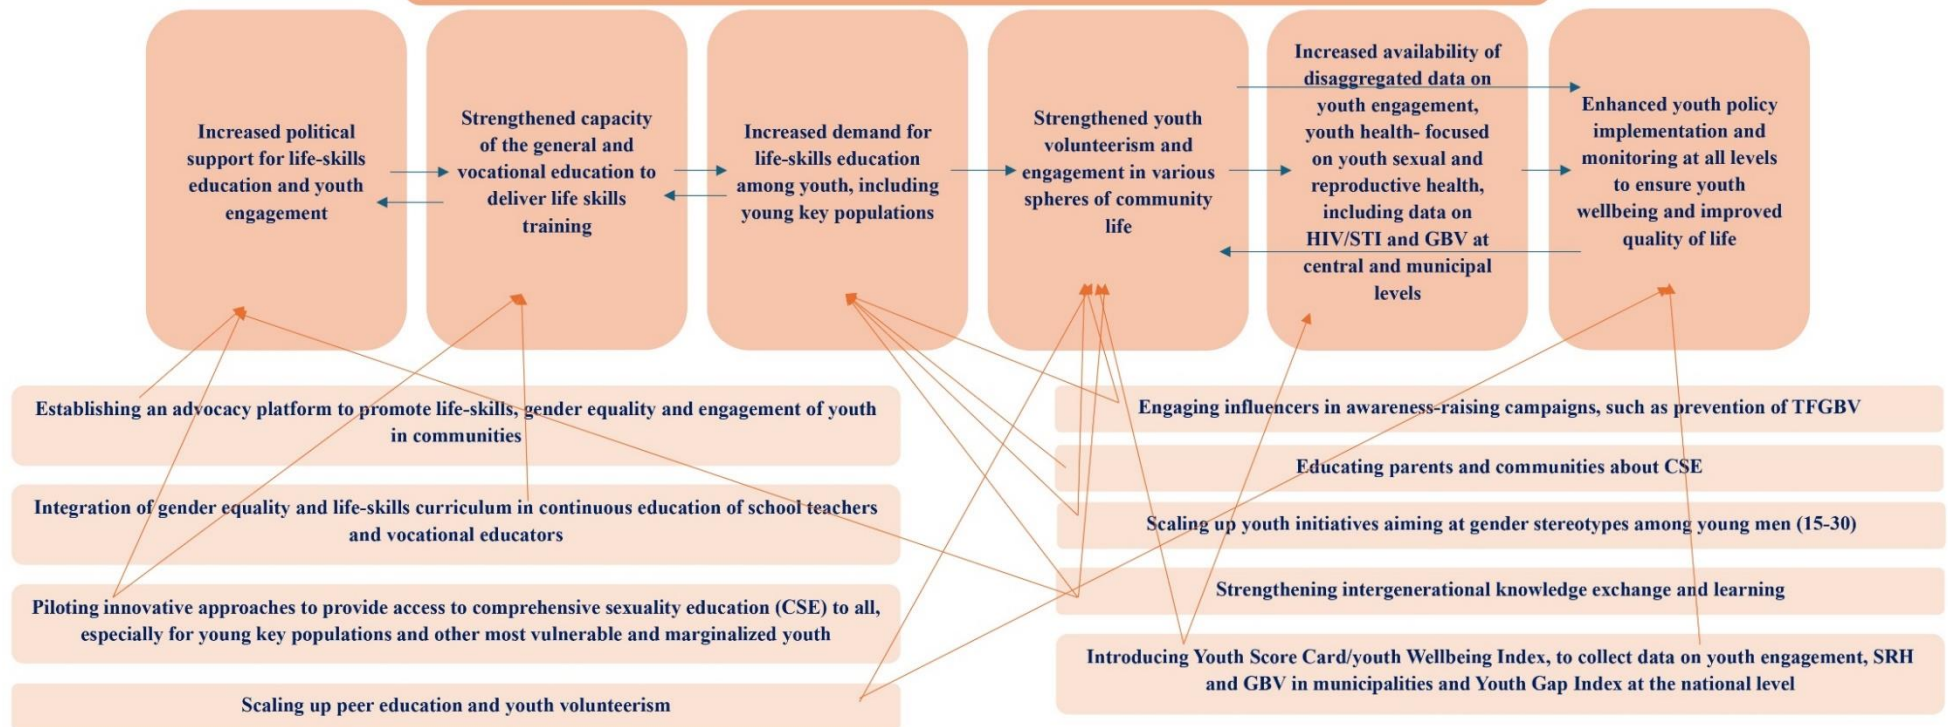 Increased political
support for life-skills
education and youth
engagement
Strengthened capacity
of the general and
vocational education to
deliver life skills
training
Increased demand for
life-skills education
among youth, including
young key populations
Strengthened youth
volunteerism and
engagement in various
spheres of community
life
Increased availability of
disaggregated data on
youth engagement,
youth health- focused
on youth sexual and
reproductive health,
including data on
HIV/STI and GBV at
central and municipal
levels
Enhanced youth policy
implementation and
monitoring at all levels
to ensure youth
wellbeing and improved
quality of life
Establishing an advocacy platform to promote life-skills, gender equality and engagement of youth
in communities
Integration of gender equality and life-skills curriculum in continuous education of school teachers
and vocational educators
Piloting innovative approaches to provide access to comprehensive sexuality education (CSE) to all,
especially for young key populations and other most vulnerable and marginalized youth
Scaling up peer education and youth volunteerism
Engaging influencers in awareness-raising campaigns, such as prevention of TFGBV
Educating parents and communities about CSE
Scaling up youth initiatives aiming at gender stereotypes among young men (15-30)
Strengthening intergenerational knowledge exchange and learning
Introducing Youth Score Card/youth Wellbeing Index, to collect data on youth engagement, SRH
and GBV in municipalities and Youth Gap Index at the national level